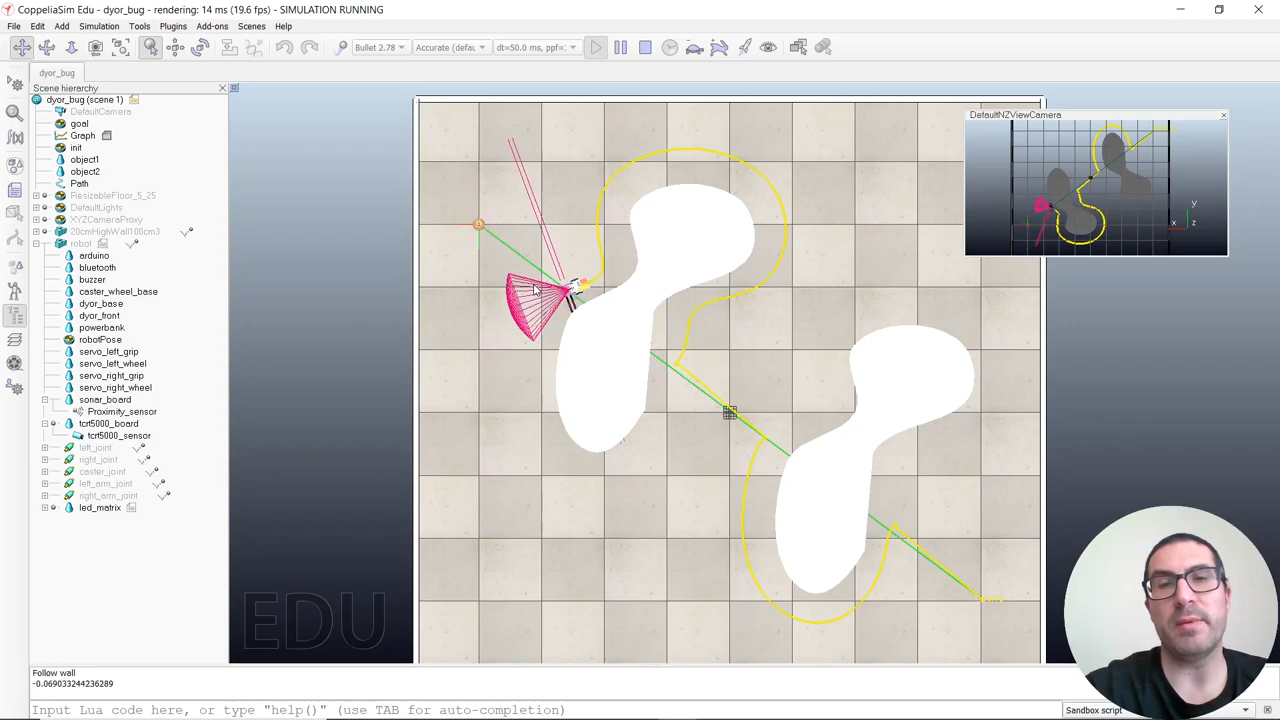 CoppeliaSim Edu - dyor_bug - rendering: 14 ms (19.6 fps) - SIMULATION RUNNING
File Edit Add Simulation Tools Plugins Add-ons Scenes Help
Bullet 2.78 Accurate (defau dt=50.0 ms, ppf=
dyor_bug
Scene hierarchy
dyor_bug (scene 1)
DefaultCamera
goal
Graph
init
object1
object2
Path
ResizableFloor_5_25
DefaultLights
XYZCameraProxy
20cmHighWall100cm3
robot
arduino
bluetooth
buzzer
caster_wheel_base
dyor_base
dyor_front
powerbank
robotPose
servo_left_grip
servo_left_wheel
servo_right_grip
servo_right_wheel
sonar_board
Proximity_sensor
tcrt5000_board
tcrt5000_sensor
left_joint
right_joint
caster_joint
left_arm_joint
right_arm_joint
led_matrix
DefaultNZViewCamera
y
x
z
EDU
Follow wall
-0.069033244236289
Input Lua code here, or type "help()" (use TAB for auto-completion)
Sandbox script